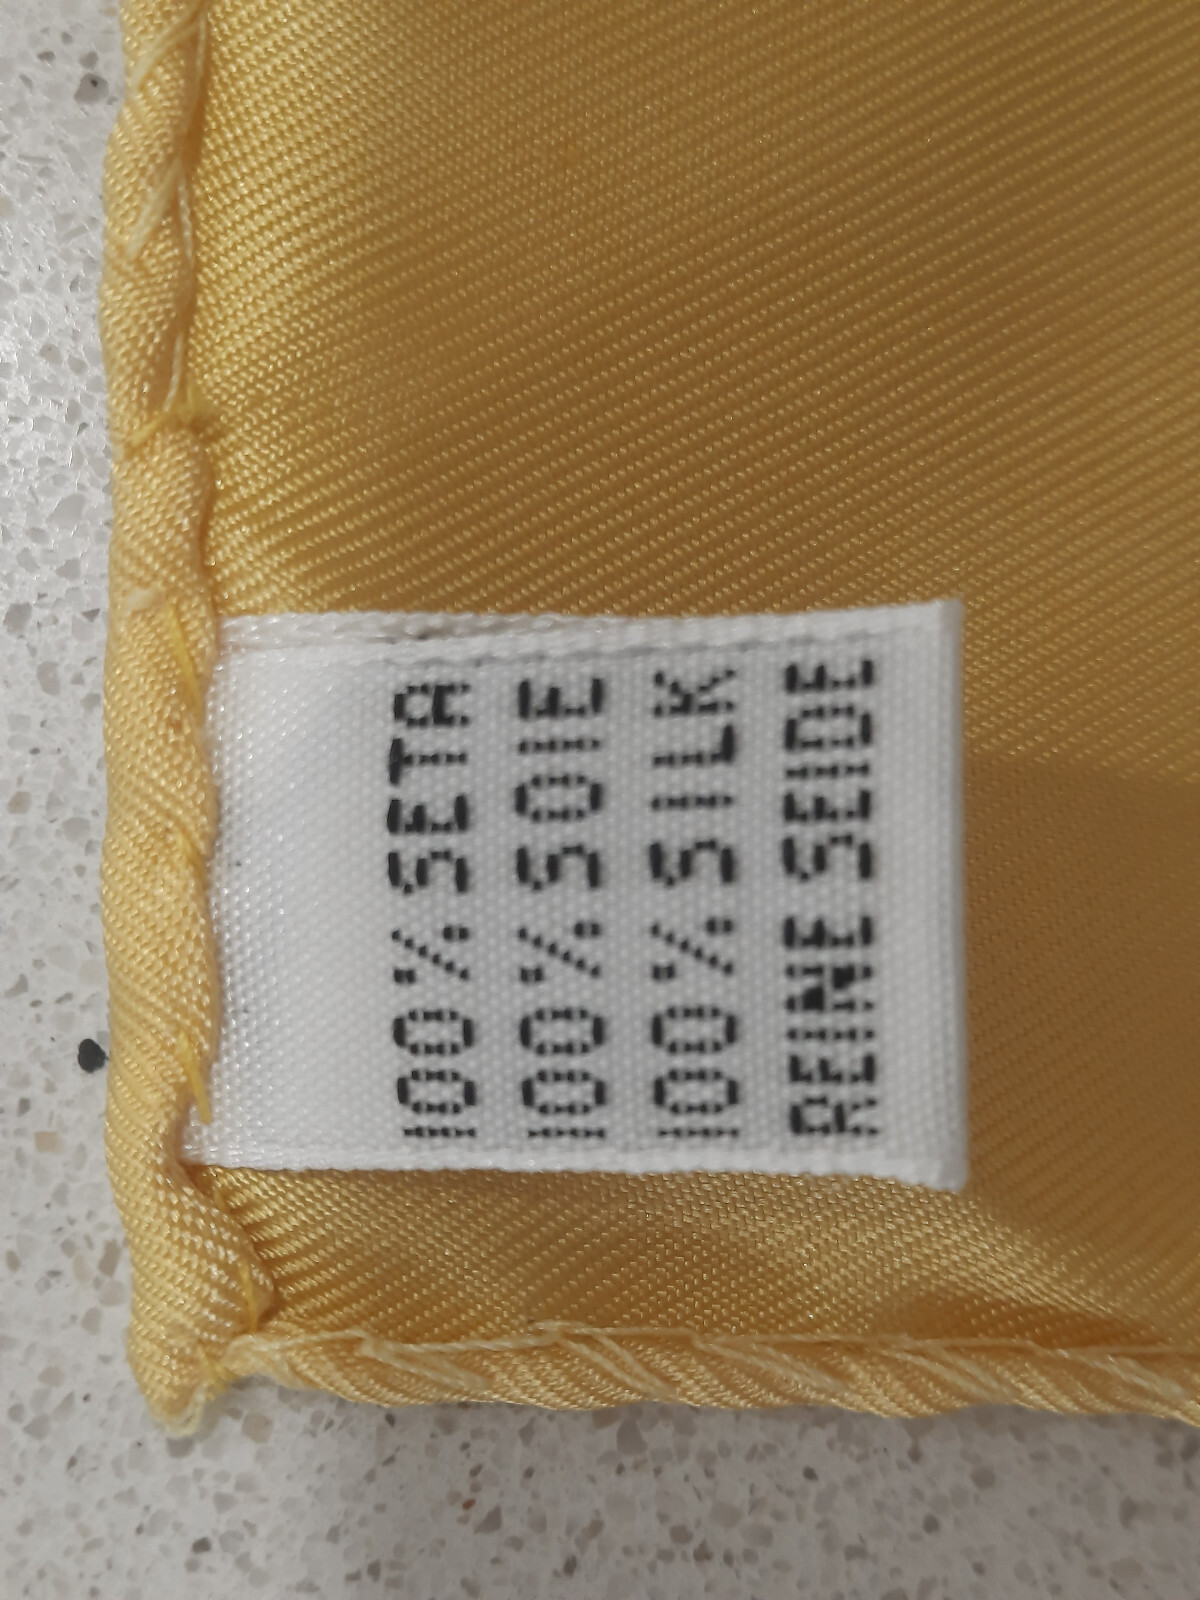 100% SETA
100% SOIE
100% SILK
REINE SEIDE